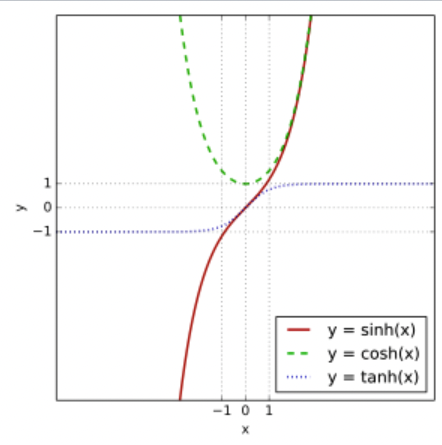 1
0
−1
y
y = sinh(x)
y = cosh(x)
y = tanh(x)
−1 0 1
x